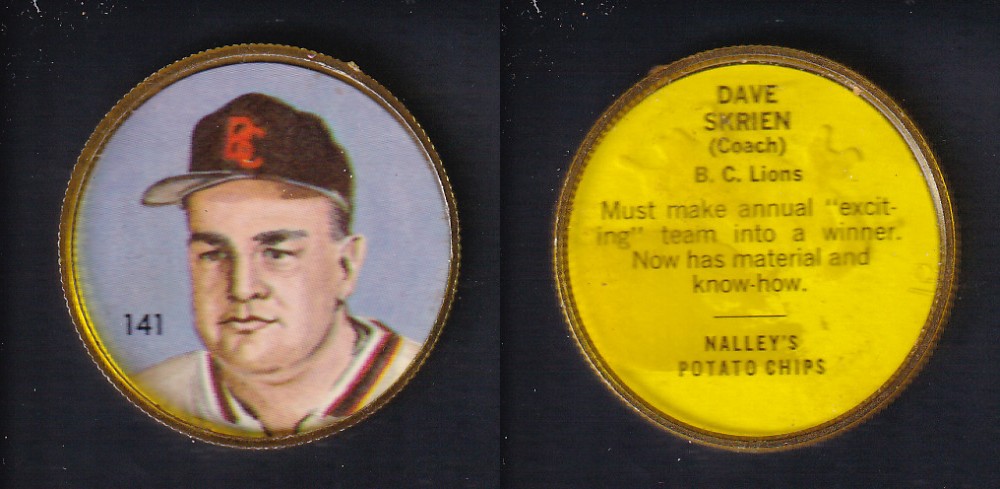 BC
141
DAVE
SKRIEN
(Coach)
B. C. Lions
Must make annual "excit-
ing" team into a winner.
Now has material and
know-how.
NALLEY'S
POTATO CHIPS